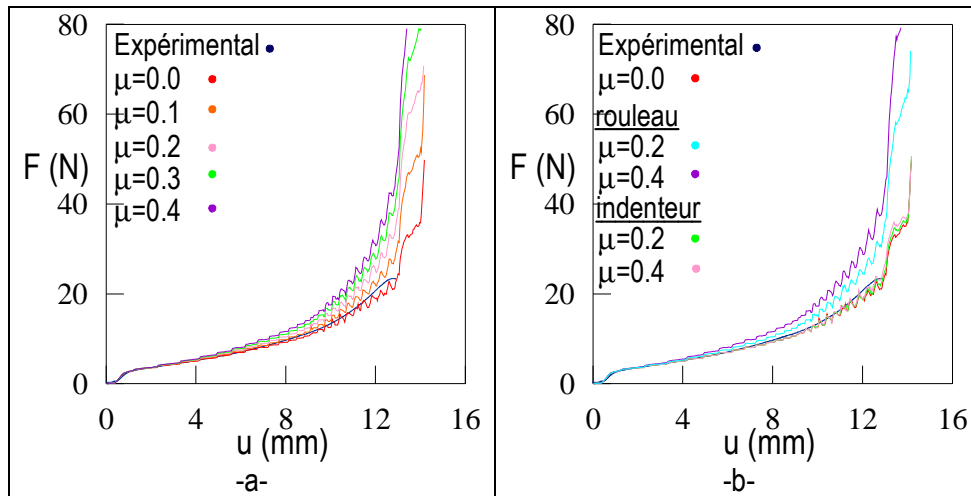 80
Expérimental
μ=0.0
μ=0.1
μ=0.2
μ=0.3
μ=0.4
60
F (N)
40
20
0
0 4 8 12 16
u (mm)
-a-
80
Expérimental
μ=0.0
rouleau
μ=0.2
μ=0.4
indenteur
μ=0.2
μ=0.4
60
F (N)
40
20
0
0 4 8 12 16
u (mm)
-b-